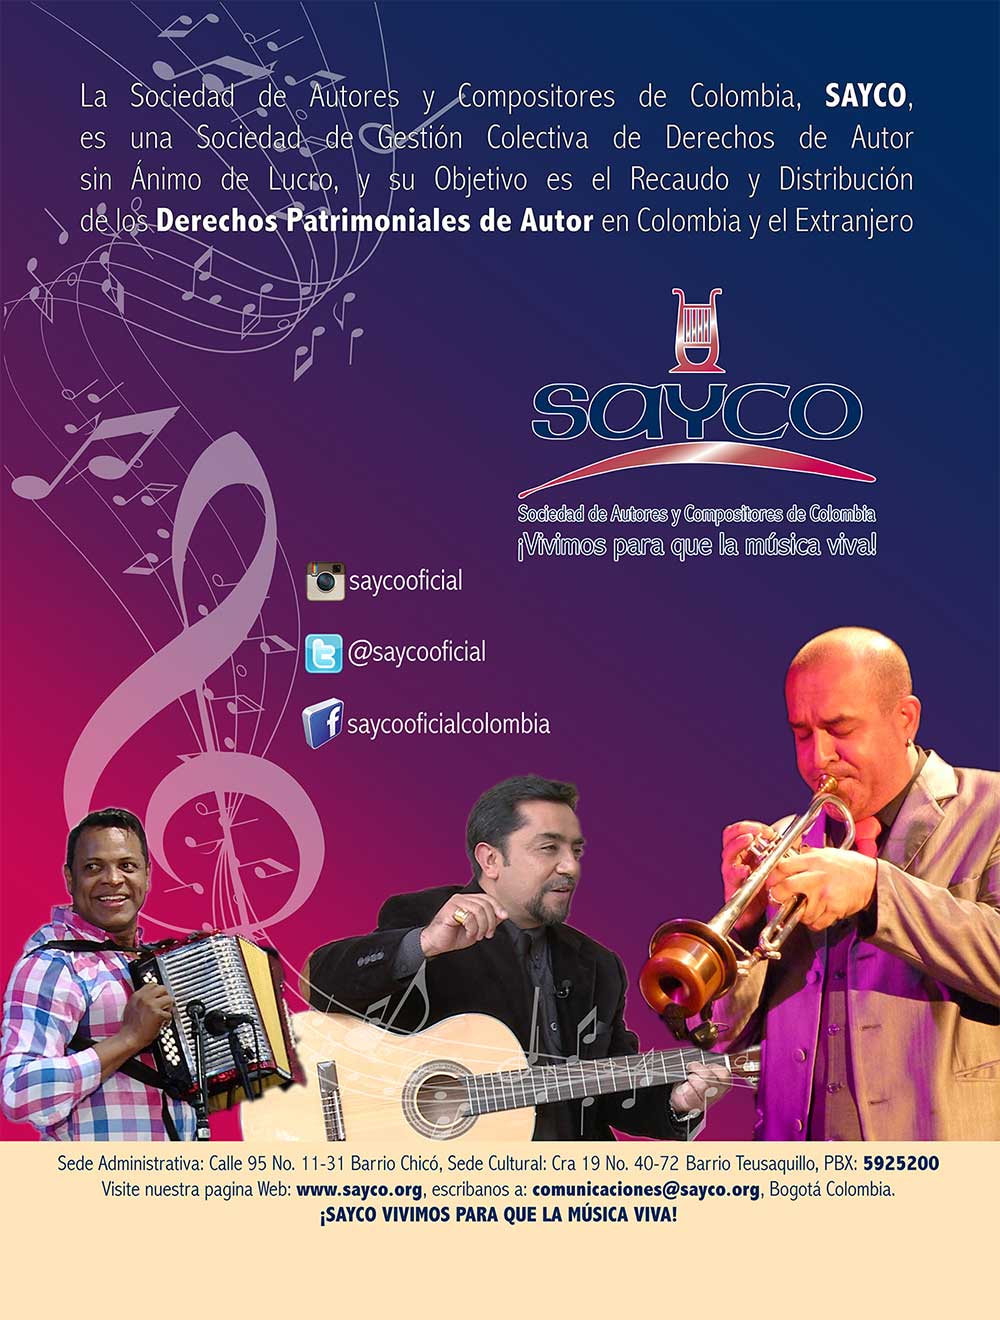 La Sociedad de Autores y Compositores de Colombia, SAYCO,
es una Sociedad de Gestión Colectiva de Derechos de Autor
sin Ánimo de Lucro, y su Objetivo es el Recaudo y Distribución
de los Derechos Patrimoniales de Autor en Colombia y el Extranjero
SAYCO
Sociedad de Autores y Compositores de Colombia
¡Vivimos para que la música viva!
saycooficial
@saycooficial
saycooficialcolombia
Sede Administrativa: Calle 95 No. 11-31 Barrio Chicó, Sede Cultural: Cra 19 No. 40-72 Barrio Teusaquillo, PBX: 5925200
Visite nuestra pagina Web: www.sayco.org, escribanos a: comunicaciones@sayco.org, Bogotá Colombia.
¡SAYCO VIVIMOS PARA QUE LA MÚSICA VIVA!